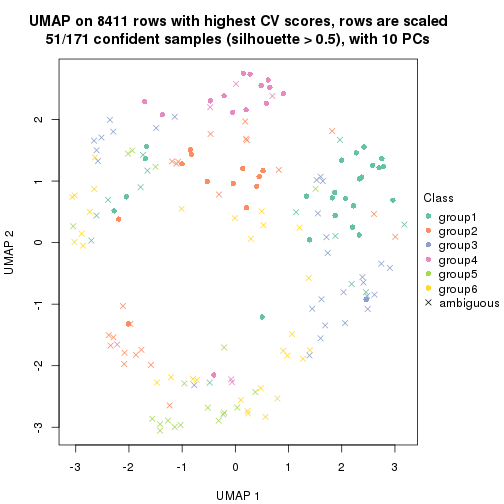 UMAP on 8411 rows with highest CV scores, rows are scaled
51/171 confident samples (silhouette > 0.5), with 10 PCs
UMAP 2
2
1
0
-1
-2
-3
-3
-2
-1
0
1
2
3
UMAP 1
Class
group1
group2
group3
group4
group5
group6
ambiguous